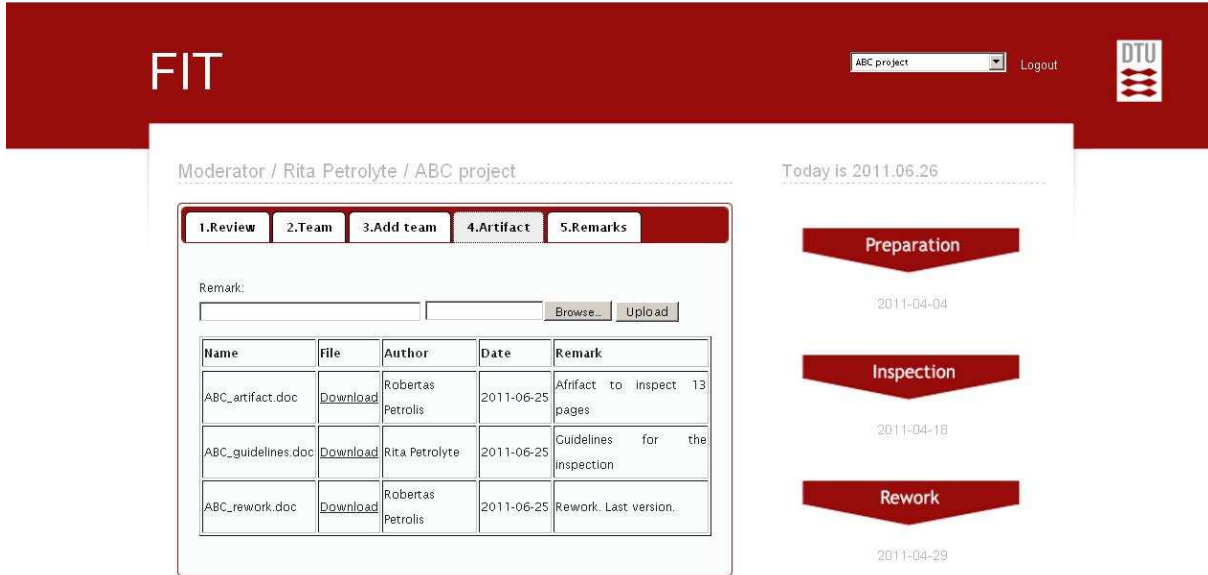 FIT
ABC project
Logout
DTU
Moderator / Rita Petrolyte / ABC project
Today is 2011.06.26
1.Review 2.Team 3.Add team 4.Artifact 5.Remarks
Remark:
Browse... Upload
Name File Author Date Remark
ABC_artifact.doc Download Robertas Petrolis 2011-06-25 Afrifact to inspect 13 pages
ABC_guidelines.doc Download Rita Petrolyte 2011-06-25 Guidelines for the inspection
ABC_rework.doc Download Robertas Petrolis 2011-06-25 Rework. Last version.
Preparation
2011-04-04
Inspection
2011-04-18
Rework
2011-04-29